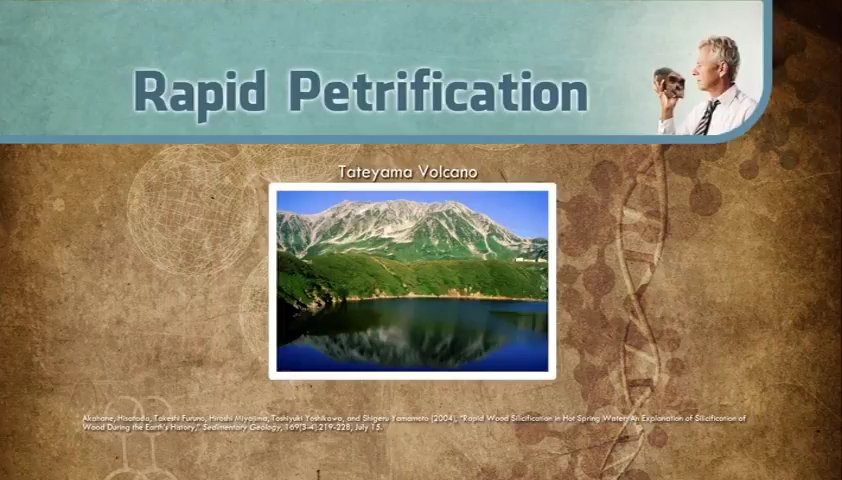 Rapid Petrification
Tateyama Volcano
Akahane, Hisatada, Takeshi Furuno, Hiroshi Miyajima, Toshiyuki Yoshikawa, and Shigeru Yamamoto (2004), "Rapid Wood Silicification in Hot Spring Water: An Explanation of Silicification of
Wood During the Earth's History," Sedimentary Geology, 169[3-4]:219-228, July 15.